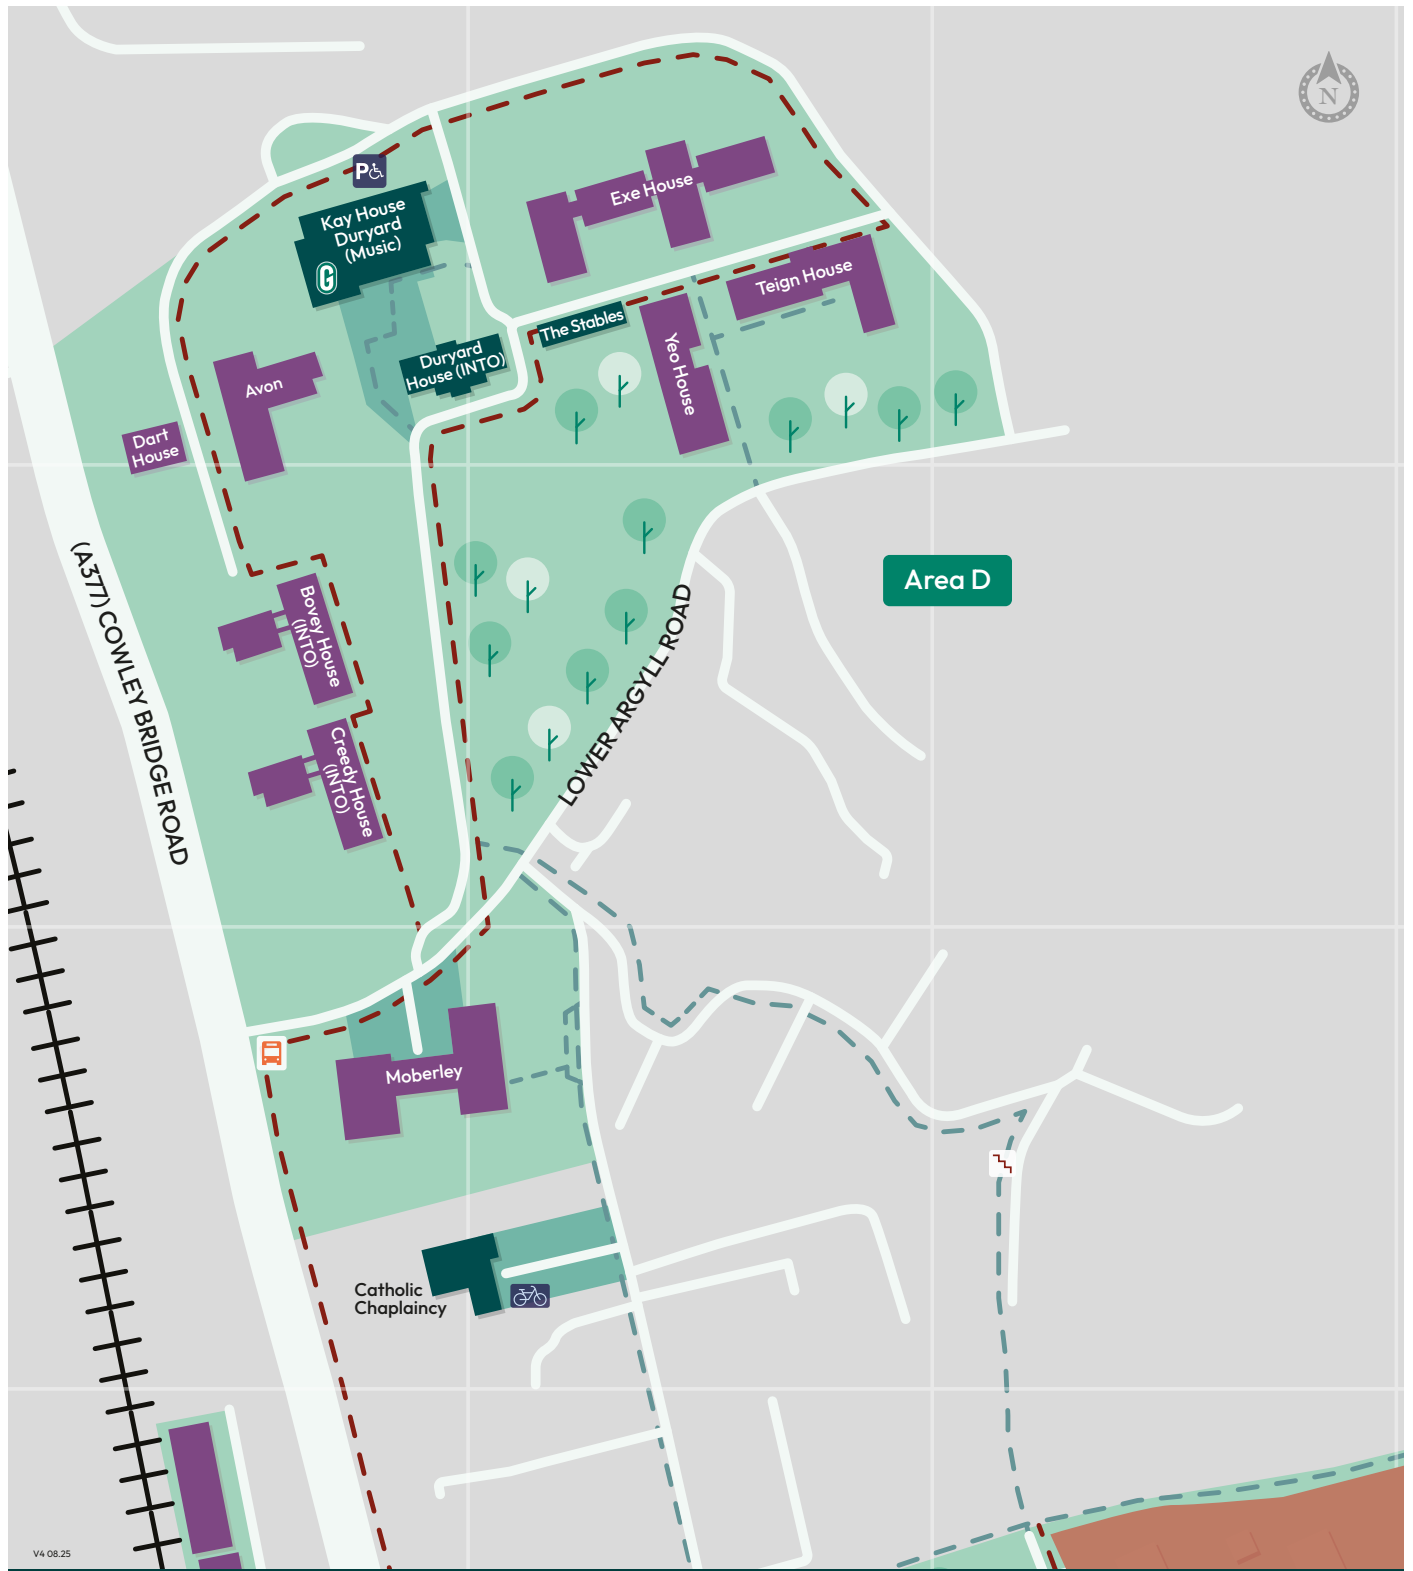 N
P
Kay House
Duryard
(Music)
G
Exe House
Teign House
The Stables
Yeo House
Duryard
House (INTO)
Avon
Dart
House
(A377) COWLEY BRIDGE ROAD
Area D
Bovey House
(INTO)
LOWER ARGYLL ROAD
Creedy House
(INTO)
Moberley
Catholic
Chaplaincy
V4 08.25